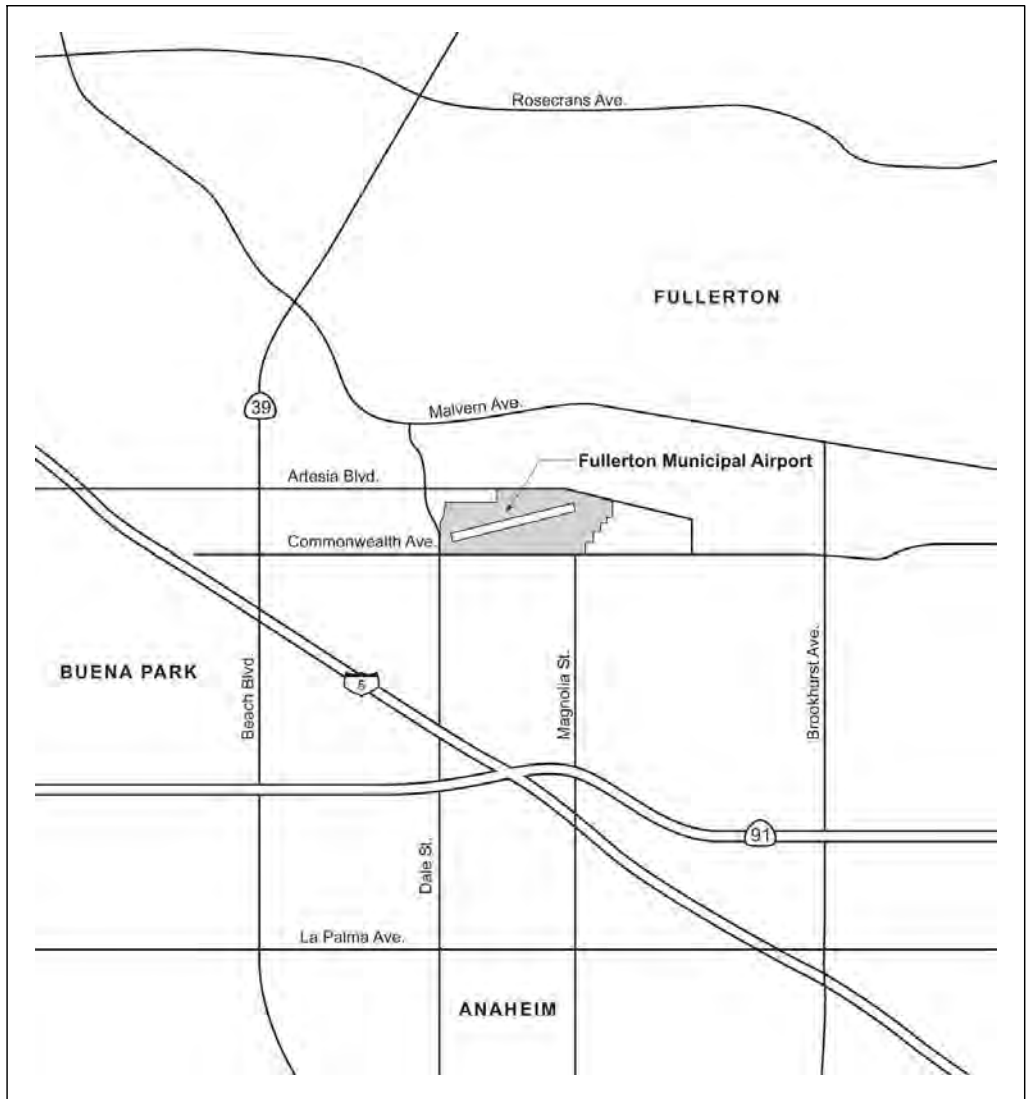 Rosecrans Ave.
FULLERTON
39
Malvern Ave.
Fullerton Municipal Airport
Artesia Blvd.
Commonwealth Ave.
BUENA PARK
5
Beach Blvd
Magnolia St.
Brookhurst Ave.
91
Dale St.
La Palma Ave.
ANAHEIM